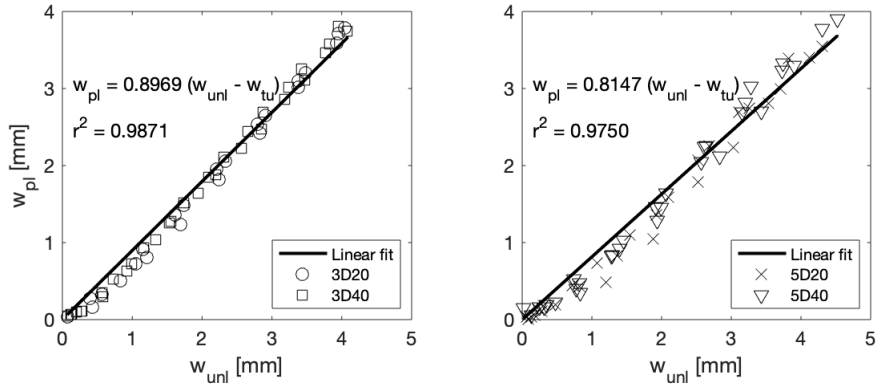 w_pl [mm]
4
3
2
1
0
w_pl = 0.8969 (w_unl - w_tu)
r² = 0.9871
Linear fit
3D20
3D40
0 1 2 3 4 5
w_unl [mm]
4
3
2
1
0
w_pl = 0.8147 (w_unl - w_tu)
r² = 0.9750
Linear fit
5D20
5D40
0 1 2 3 4 5
w_unl [mm]